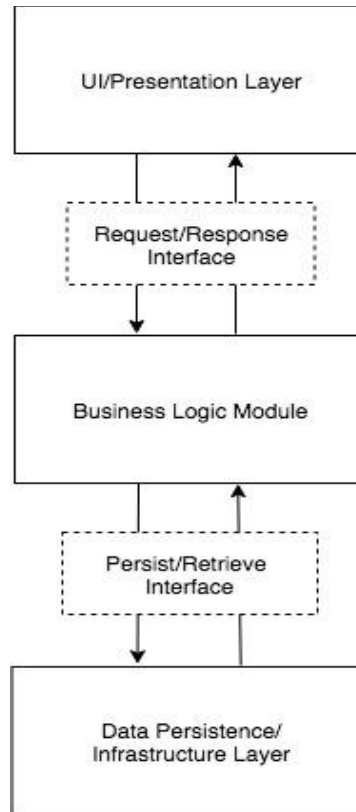 UI/Presentation Layer
Request/Response
Interface
Business Logic Module
Persist/Retrieve
Interface
Data Persistence/
Infrastructure Layer